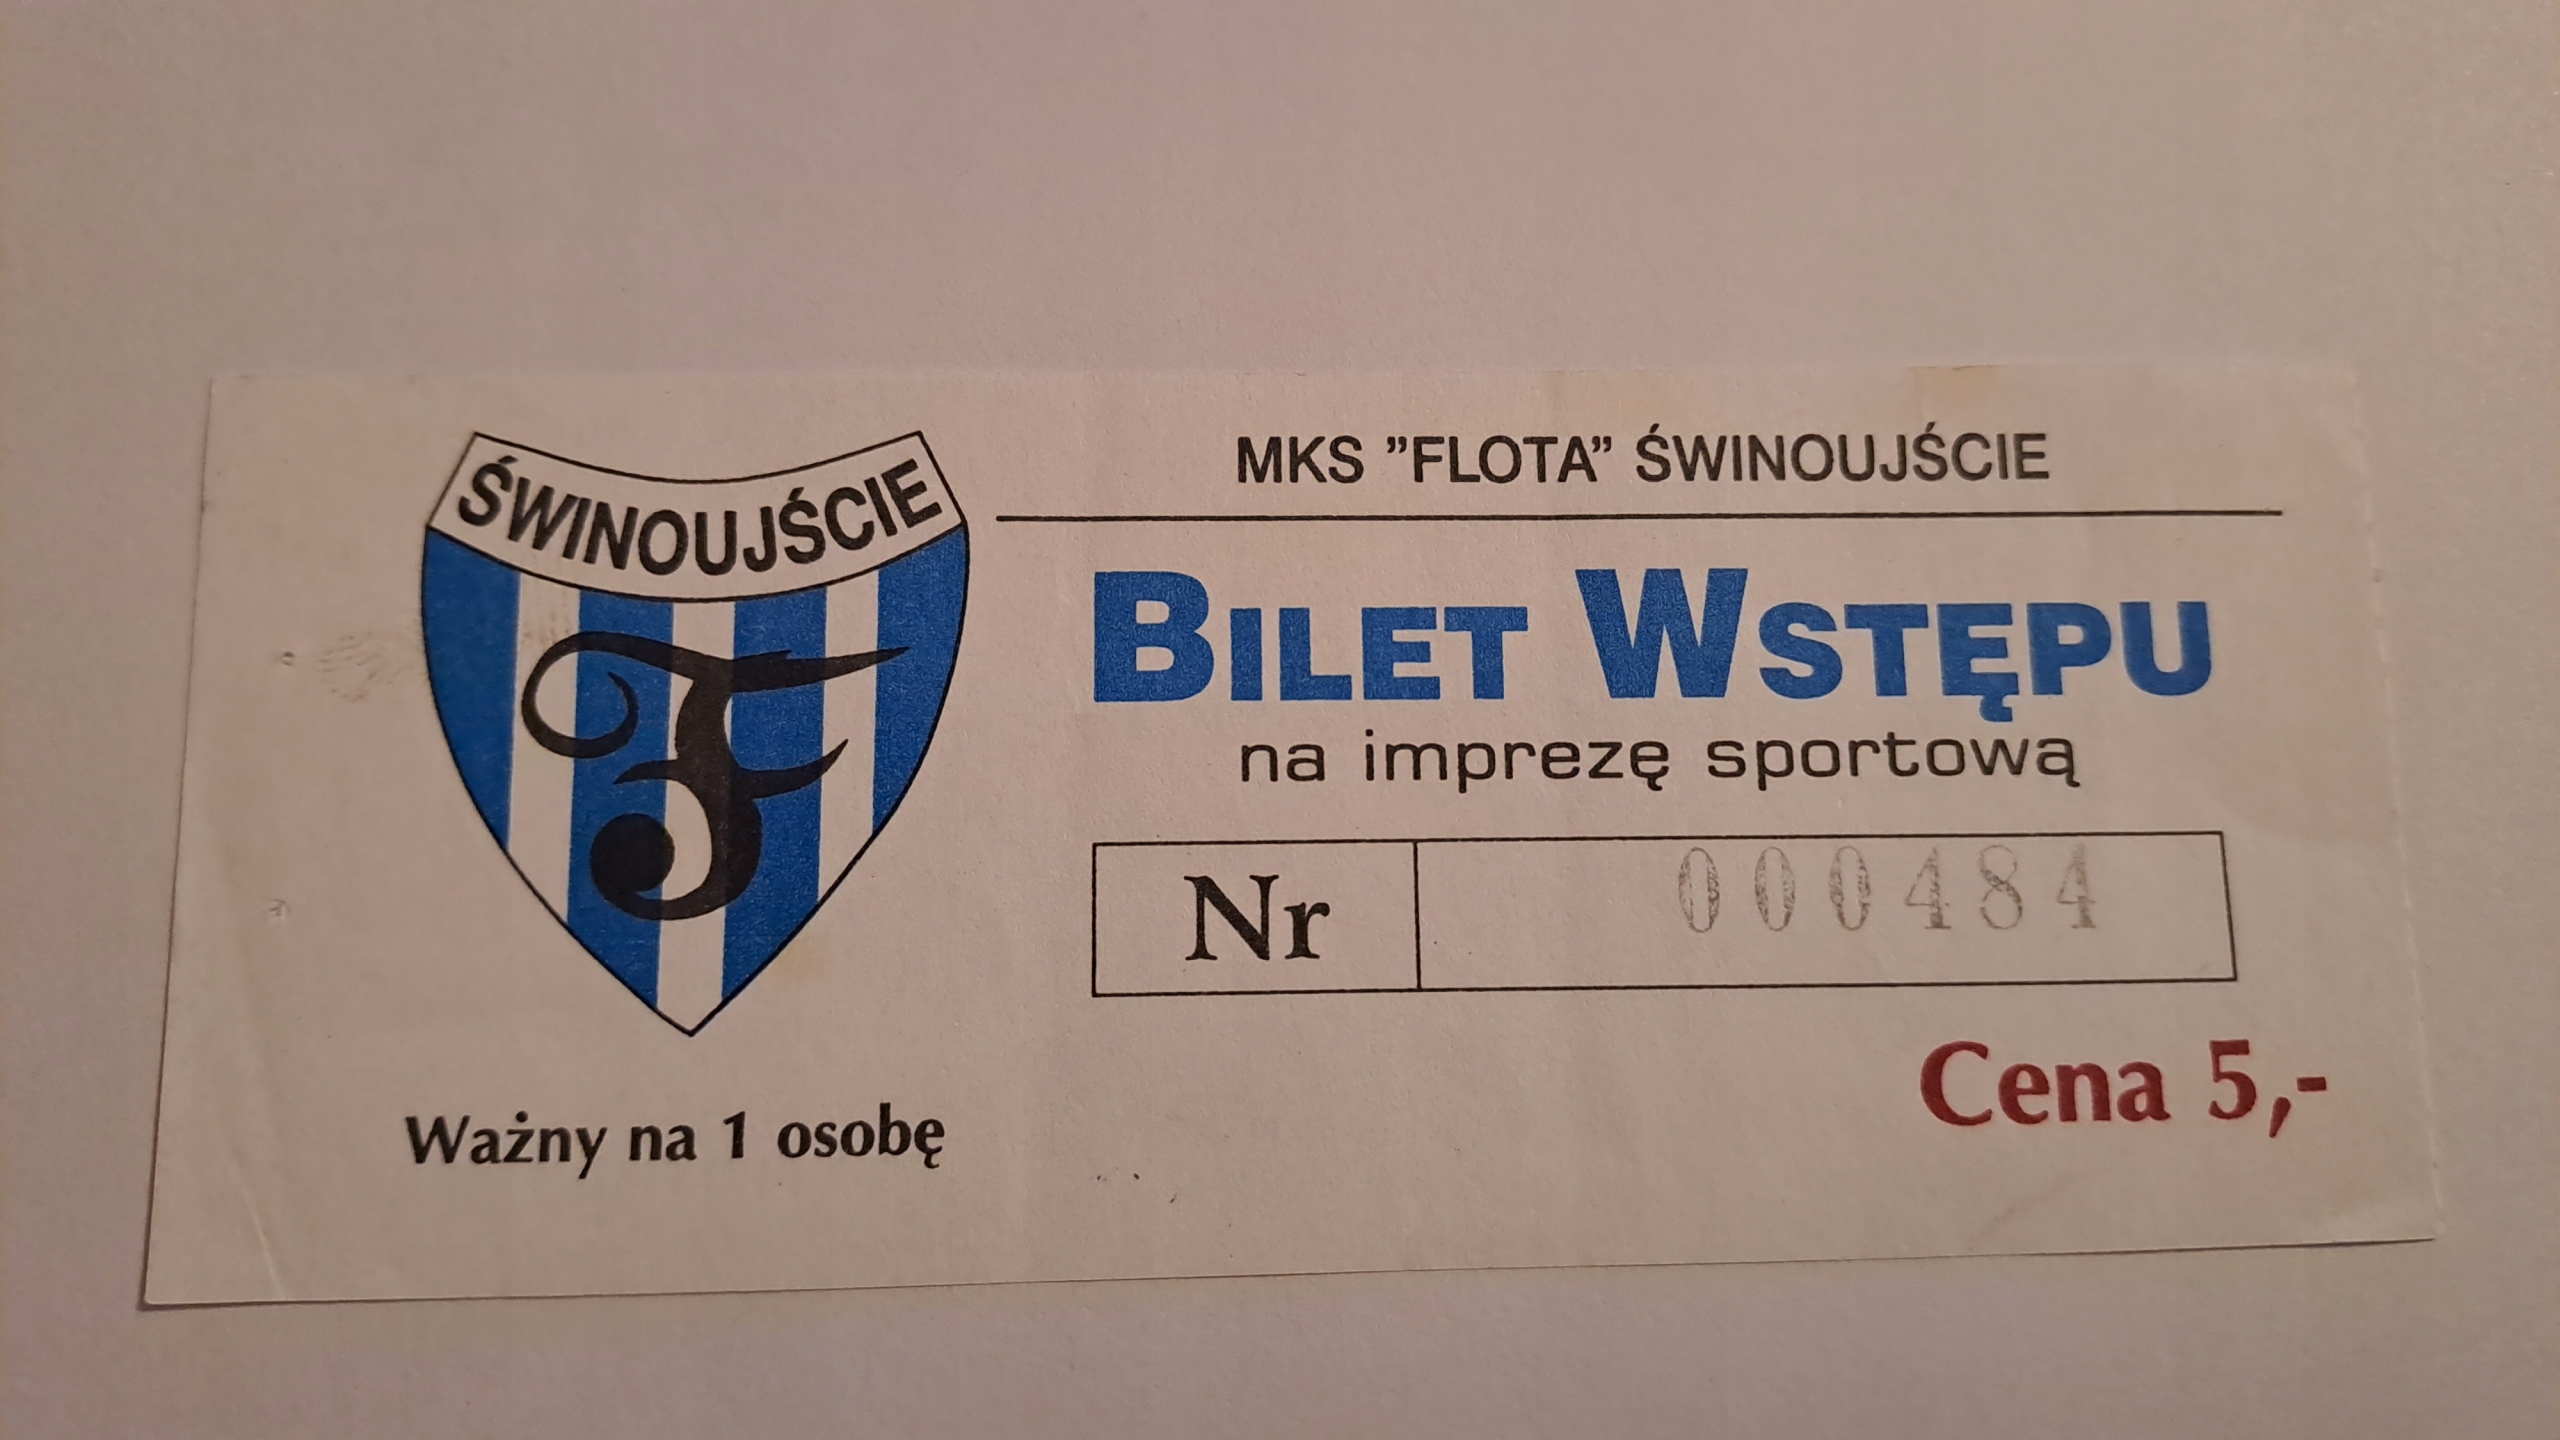 ŚWINOUJŚCIE
F
Ważny na 1 osobę
MKS ”FLOTA” ŚWINOUJŚCIE
BILET WSTĘPU
na imprezę sportową
Nr 000484
Cena 5,-